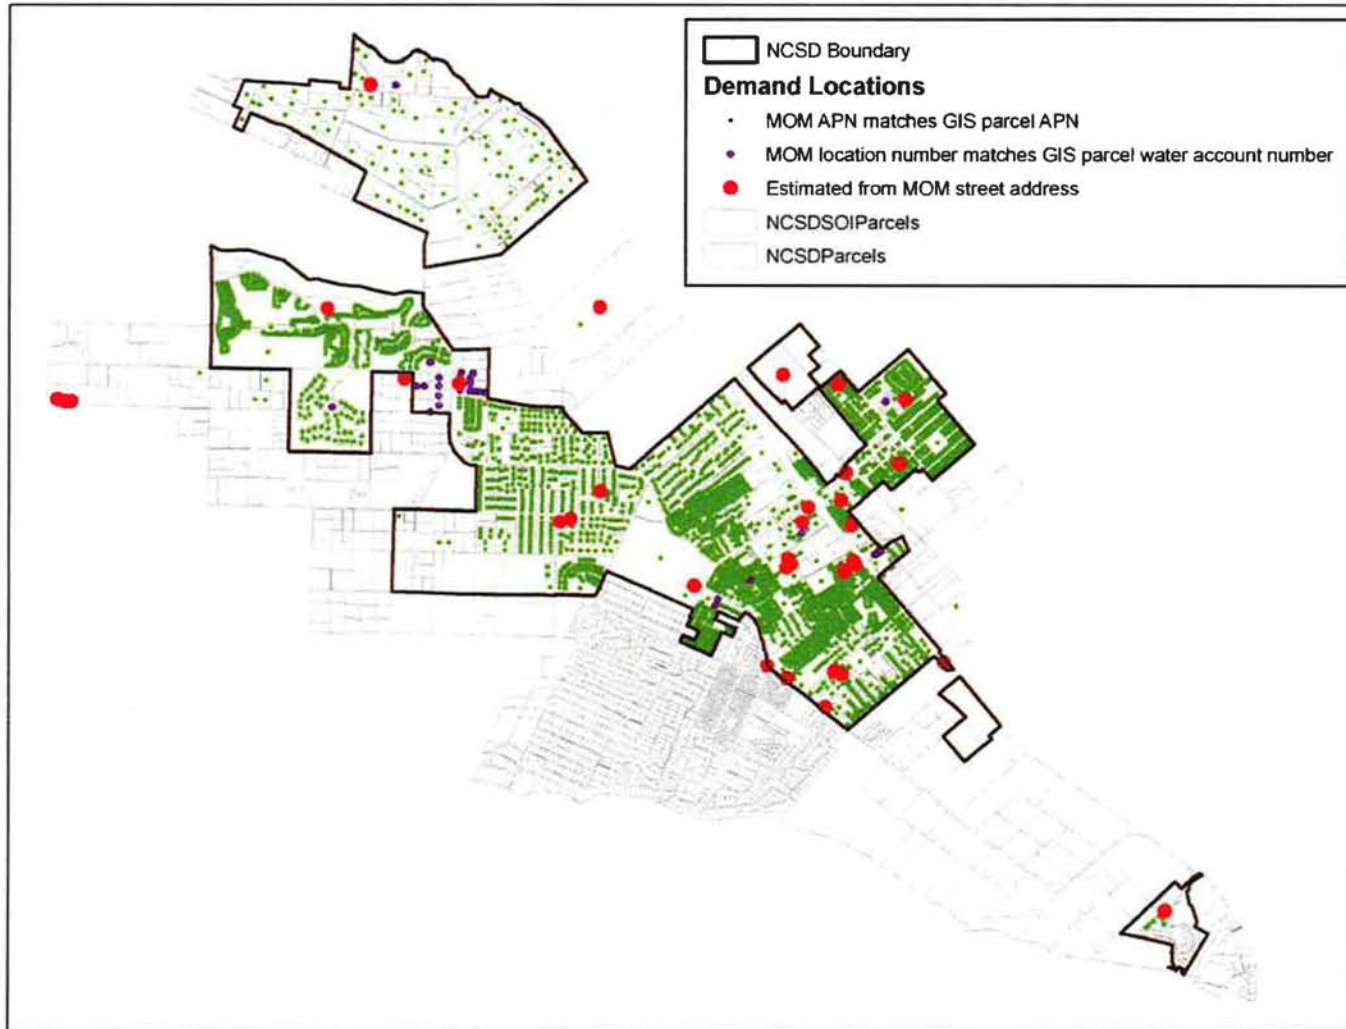 NCSD Boundary
Demand Locations
MOM APN matches GIS parcel APN
MOM location number matches GIS parcel water account number
Estimated from MOM street address
NCSDSOIParcels
NCSDParcels